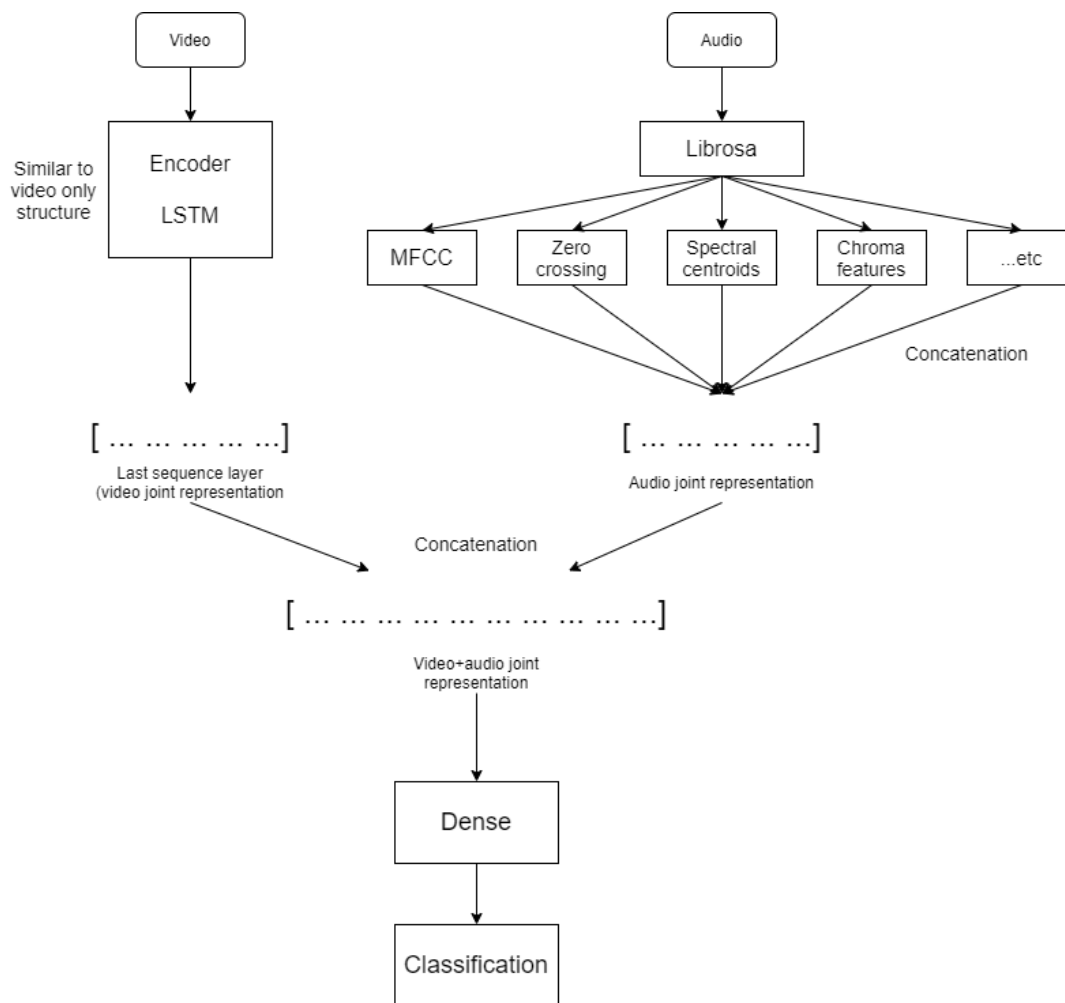 Video
Audio
Similar to
video only
structure
Encoder
LSTM
Librosa
MFCC
Zero
crossing
Spectral
centroids
Chroma
features
...etc
Concatenation
[ ... ... ... ... ...]
Last sequence layer
(video joint representation
[ ... ... ... ... ...]
Audio joint representation
Concatenation
[ ... ... ... ... ... ... ... ... ... ...]
Video+audio joint
representation
Dense
Classification